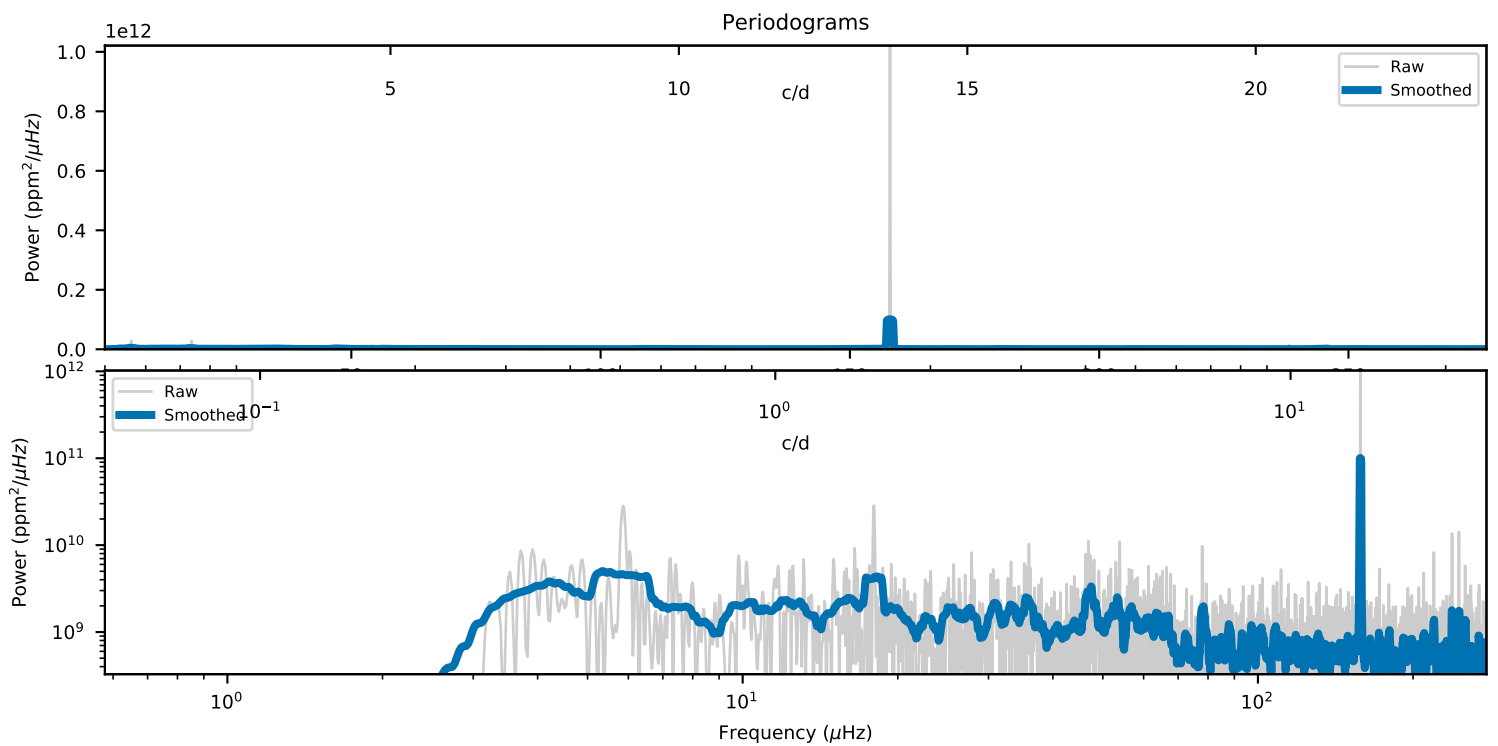 Periodograms
1e12
1.0
0.8
0.6
0.4
0.2
0.0
Power (ppm²/μHz)
5 10 15 20
c/d
Raw
Smoothed
10¹²
10¹¹
10¹⁰
10⁹
Power (ppm²/μHz)
Raw
Smoothed
10⁻¹ 10⁰ 10¹
c/d
10⁰ 10¹ 10²
Frequency (μHz)